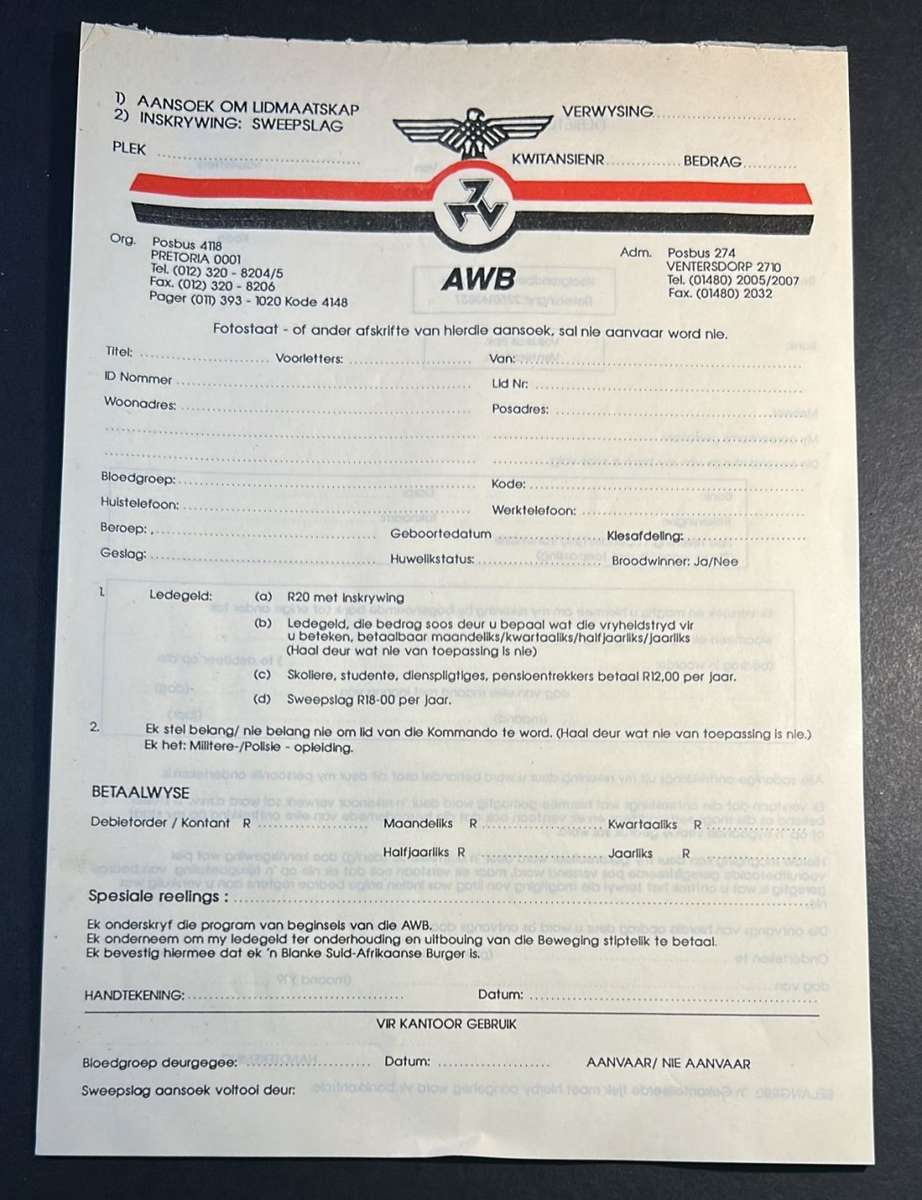 1) AANSOEK OM LIDMAATSKAP
2) INSKRYWING: SWEEPSLAG
VERWYSING
PLEK
KWITANSIENR BEDRAG
AWB
Org. Posbus 4118
PRETORIA 0001
Tel. (012) 320 - 8204/5
Fax. (012) 320 - 8206
Pager (011) 393 - 1020 Kode 4148
Adm. Posbus 274
VENTERSDORP 2710
Tel. (01480) 2005/2007
Fax. (01480) 2032
Fotostaat - of ander afskrifte van hierdie aansoek, sal nie aanvaar word nie.
Titel: Voorletters: Van:
ID Nommer Lid Nr:
Woonadres: Posadres:
Bloedgroep: Kode:
Huistelefoon: Werktelefoon:
Beroep: Geboortedatum Kiesafdeling:
Geslag: Huwelikstatus: Broodwinner: Ja/Nee
1. Ledegeld: (a) R20 met inskrywing
(b) Ledegeld, die bedrag soos deur u bepaal wat die vryheidstryd vir
u beteken, betaalbaar maandeliks/kwartaaliks/halfjaarliks/jaarliks
(Haal deur wat nie van toepassing is nie)
(c) Skoliere, studente, dienspligtiges, pensioentrekkers betaal R12,00 per jaar.
(d) Sweepslag R18-00 per jaar.
2. Ek stel belang/ nie belang nie om lid van die Kommando te word. (Haal deur wat nie van toepassing is nie.)
Ek het: Militere-/Polisie - opleiding.
BETAALWYSE
Debietorder / Kontant R Maandeliks R Kwartaaliks R
Halfjaarliks R Jaarliks R
Spesiale reelings :
Ek onderskryf die program van beginsels van die AWB.
Ek onderneem om my ledegeld ter onderhouding en uitbouing van die Beweging stiptelik te betaal.
Ek bevestig hiermee dat ek 'n Blanke Suid-Afrikaanse Burger is.
HANDTEKENING: Datum:
VIR KANTOOR GEBRUIK
Bloedgroep deurgegee: Datum: AANVAAR/ NIE AANVAAR
Sweepslag aansoek voltooi deur: